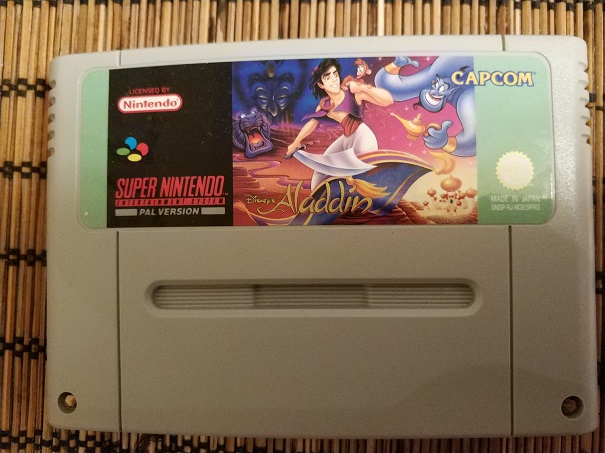 LICENSED BY
Nintendo
SUPER NINTENDO
ENTERTAINMENT SYSTEM
PAL VERSION
DISNEY'S
Aladdin
CAPCOM
MADE IN JAPAN